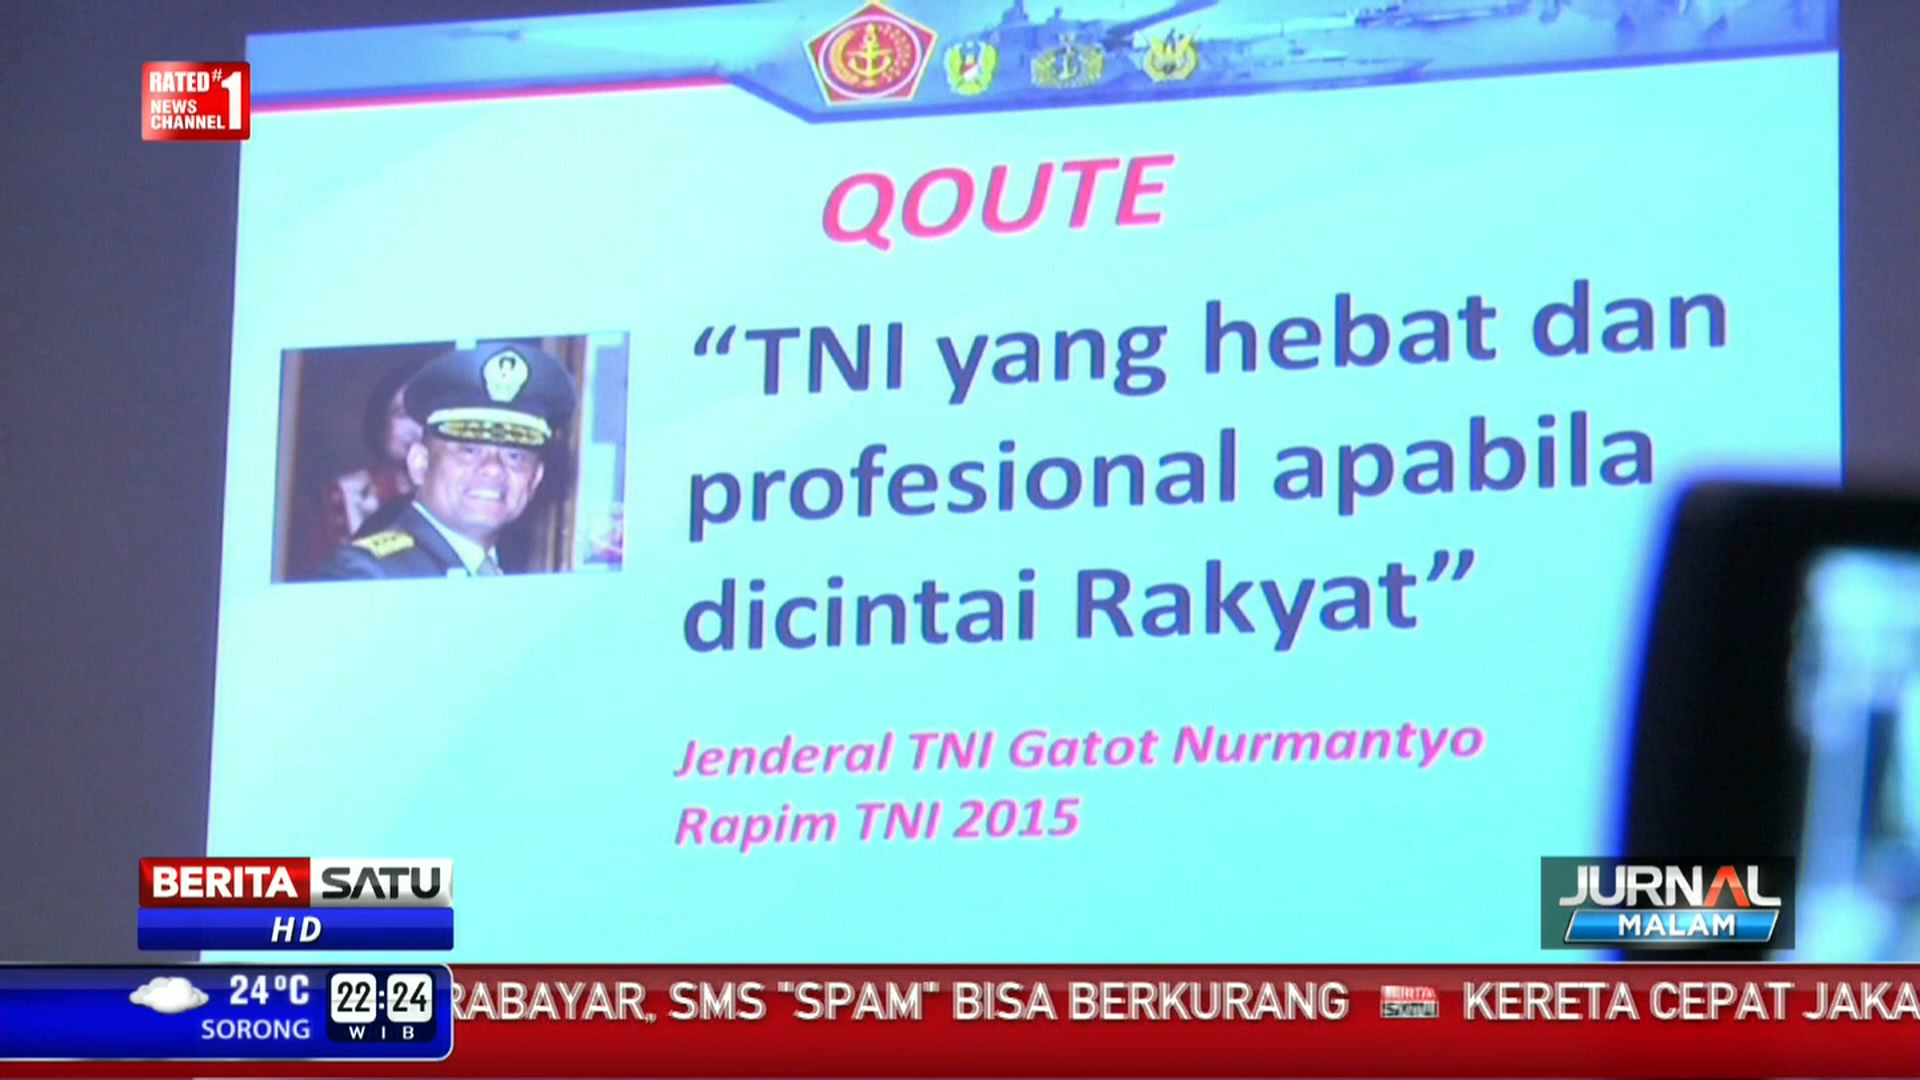 RATED #1
NEWS
CHANNEL
QOUTE
“TNI yang hebat dan
profesional apabila
dicintai Rakyat”
Jenderal TNI Gatot Nurmantyo
Rapim TNI 2015
BERITA SATU
HD
JURNAL
MALAM
24°C
SORONG
22:24
WIB
RABAYAR, SMS "SPAM" BISA BERKURANG BERITA SATU KERETA CEPAT JAKA